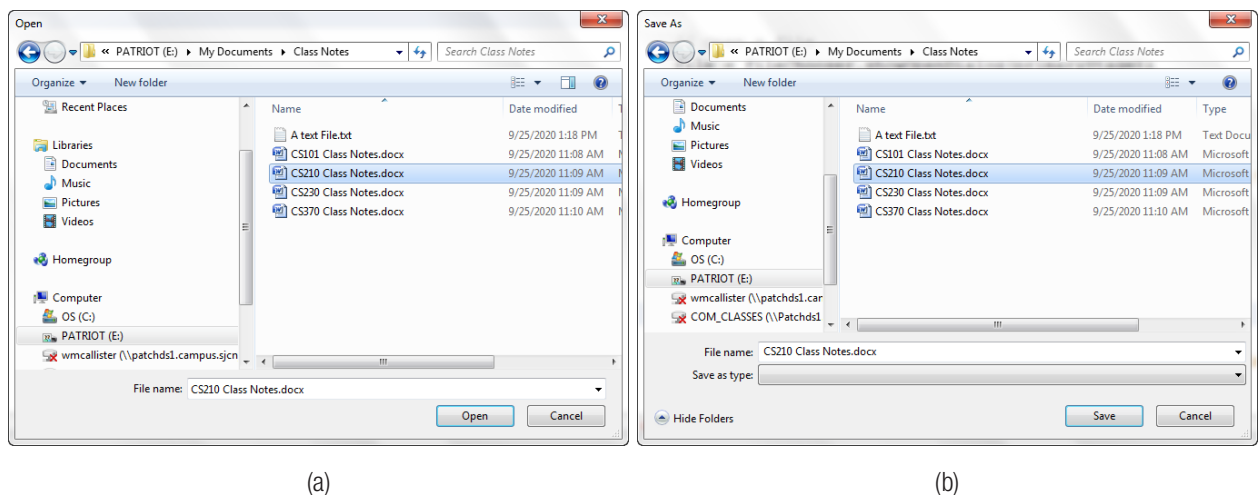 Open
« PATRIOT (E:) ▸ My Documents ▸ Class Notes
Search Class Notes
Organize
New folder
Recent Places
Libraries
Documents
Music
Pictures
Videos
Homegroup
Computer
OS (C:)
PATRIOT (E:)
wmcallister (\\patchds1.campus.sjcn
Name Date modified
A text File.txt 9/25/2020 1:18 PM
CS101 Class Notes.docx 9/25/2020 11:08 AM
CS210 Class Notes.docx 9/25/2020 11:09 AM
CS230 Class Notes.docx 9/25/2020 11:09 AM
CS370 Class Notes.docx 9/25/2020 11:10 AM
File name: CS210 Class Notes.docx
Open Cancel
(a)
Save As
« PATRIOT (E:) ▸ My Documents ▸ Class Notes
Search Class Notes
Organize
New folder
Documents
Music
Pictures
Videos
Homegroup
Computer
OS (C:)
PATRIOT (E:)
wmcallister (\\patchds1.car
COM_CLASSES (\\Patchds1
Name Date modified Type
A text File.txt 9/25/2020 1:18 PM Text Docu
CS101 Class Notes.docx 9/25/2020 11:08 AM Microsoft
CS210 Class Notes.docx 9/25/2020 11:09 AM Microsoft
CS230 Class Notes.docx 9/25/2020 11:09 AM Microsoft
CS370 Class Notes.docx 9/25/2020 11:10 AM Microsoft
File name: CS210 Class Notes.docx
Save as type:
Hide Folders
Save Cancel
(b)